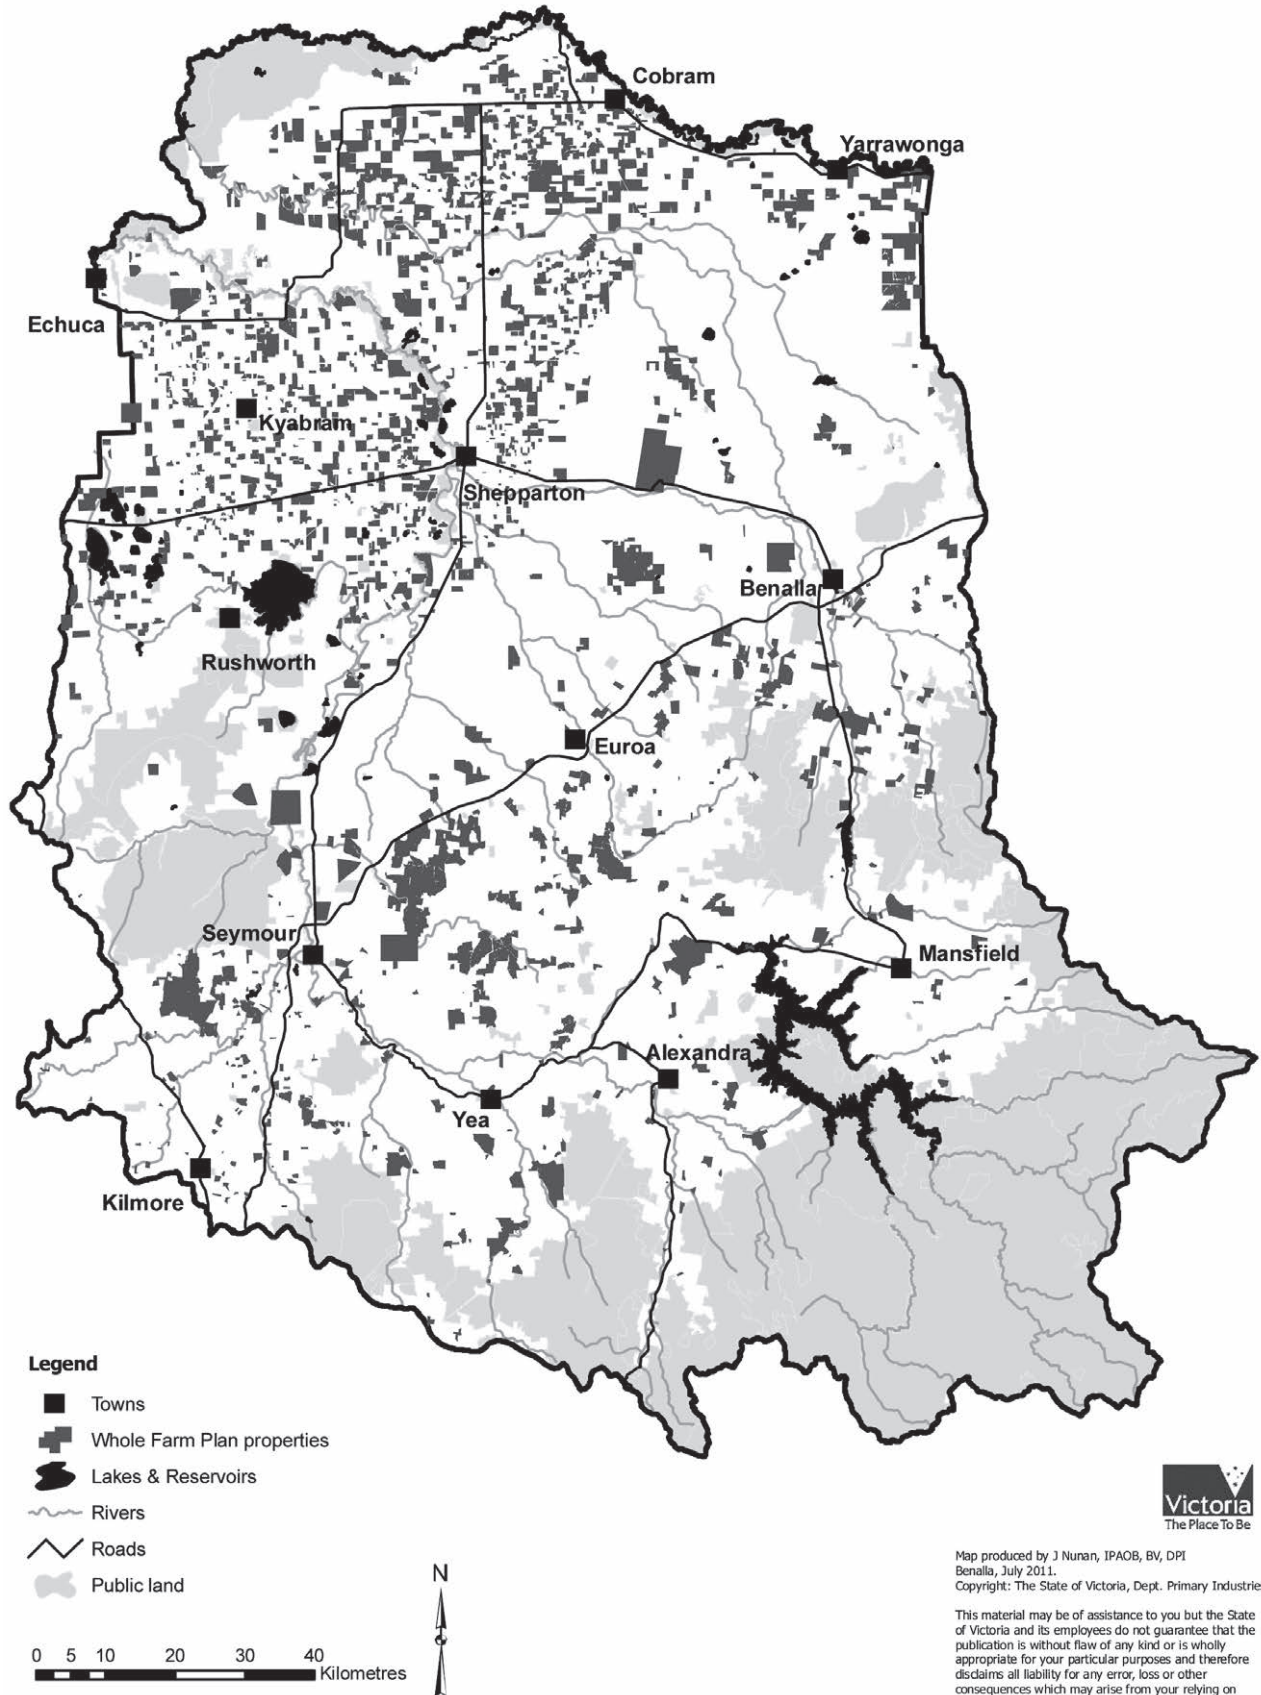 Cobram
Yarrawonga
Echuca
Kyabram
Shepparton
Benalla
Rushworth
Euroa
Seymour
Mansfield
Alexandra
Yea
Kilmore
Legend
Towns
Whole Farm Plan properties
Lakes & Reservoirs
Rivers
Roads
Public land
0 5 10 20 30 40
Kilometres
N
Victoria
The Place To Be
Map produced by J Nunan, IPAOB, BV, DPI
Benalla, July 2011.
Copyright: The State of Victoria, Dept. Primary Industrie
This material may be of assistance to you but the State
of Victoria and its employees do not guarantee that the
publication is without flaw of any kind or is wholly
appropriate for your particular purposes and therefore
disclaims all liability for any error, loss or other
consequences which may arise from your relying on